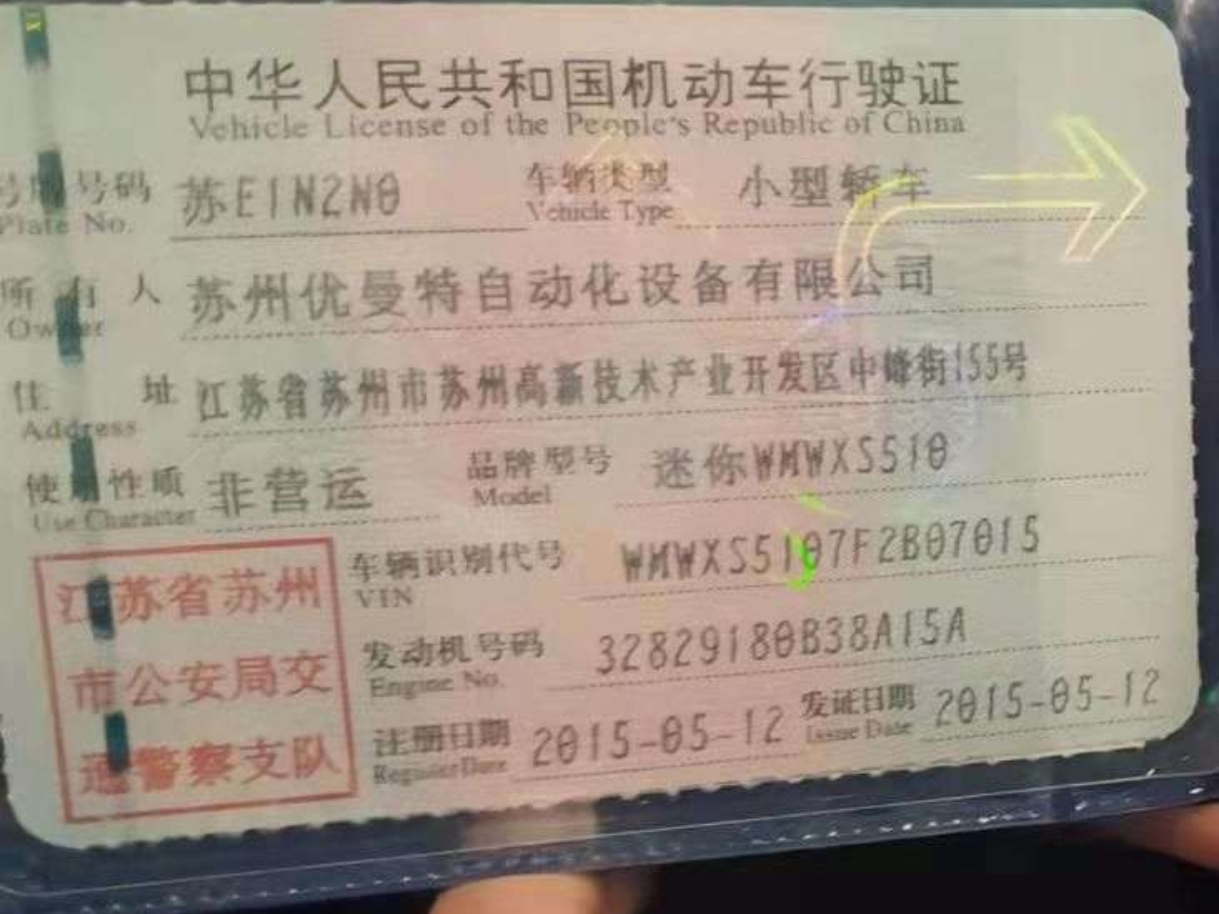 中华人民共和国机动车行驶证
Vehicle License of the People's Republic of China
号牌号码 苏E1N2N0 车辆类型 小型轿车
Plate No. Vehicle Type
所有人 苏州优曼特自动化设备有限公司
Owner
住址 江苏省苏州市苏州高新技术产业开发区中峰街155号
Address
使用性质 非营运 品牌型号 迷你WMWXS510
Use Character Model
江苏省苏州
市公安局交
通警察支队
车辆识别代号 WMWXS5107F2B07015
VIN
发动机号码 32829180B38A15A
Engine No.
注册日期 2015-05-12 发证日期 2015-05-12
Register Date Issue Date